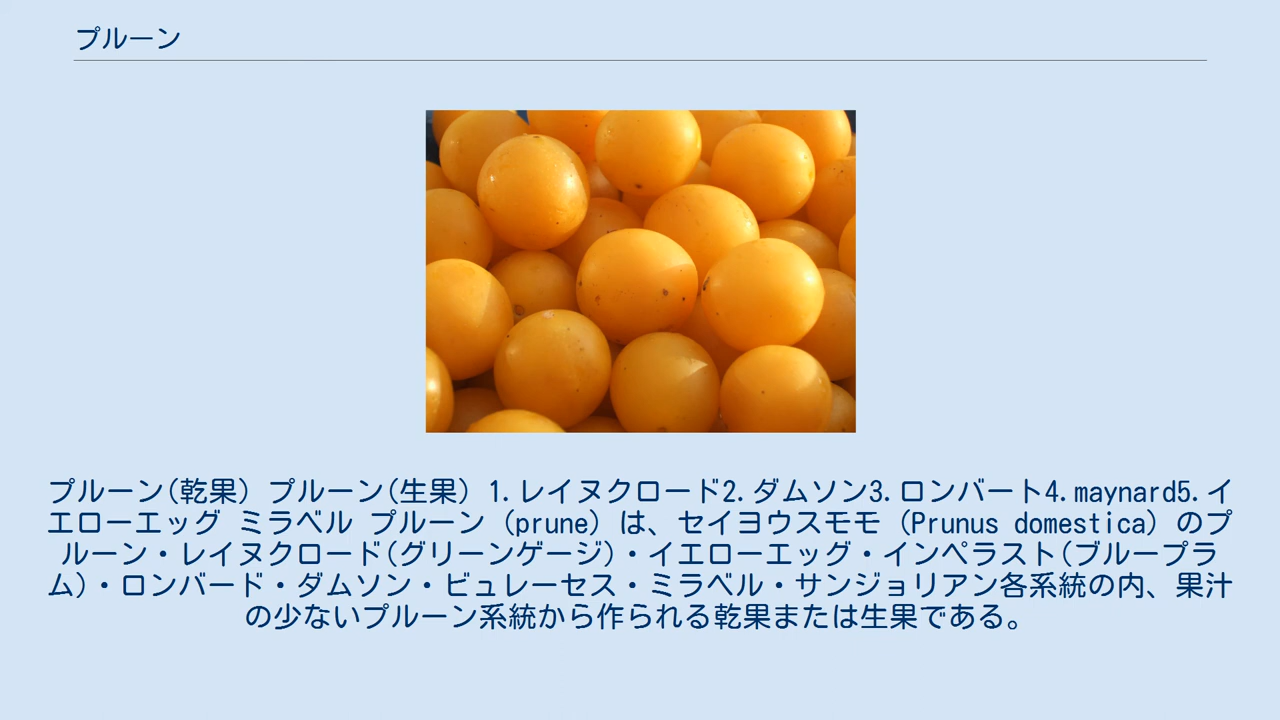 プルーン
プルーン(乾果) プルーン(生果) 1.レイヌクロード2.ダムソン3.ロンバート4.maynard5.イ
エローエッグ ミラベル プルーン（prune）は、セイヨウスモモ（Prunus domestica）のプ
ルーン・レイヌクロード(グリーンゲージ)・イエローエッグ・インペラスト(ブループラ
ム)・ロンバード・ダムソン・ビュレーセス・ミラベル・サンジョリアン各系統の内、果汁
の少ないプルーン系統から作られる乾果または生果である。